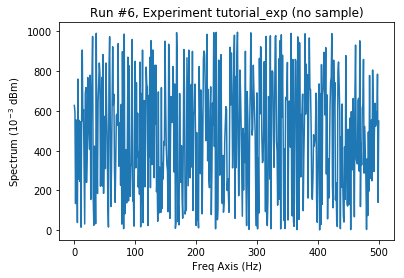 Run #6, Experiment tutorial_exp (no sample)
Spectrum (10⁻³ dBm)
1000
800
600
400
200
0
0 100 200 300 400 500
Freq Axis (Hz)